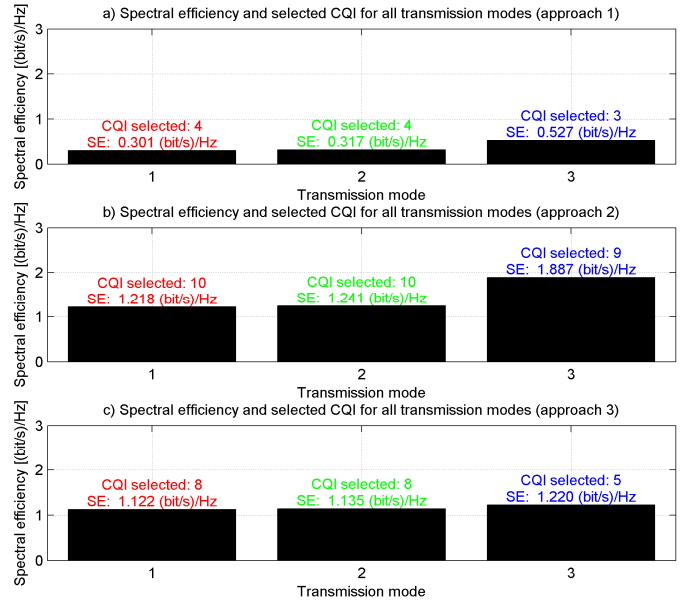 a) Spectral efficiency and selected CQI for all transmission modes (approach 1)
Spectral efficiency [(bit/s)/Hz]
3
2
1
0
CQI selected: 4
SE: 0.301 (bit/s)/Hz
CQI selected: 4
SE: 0.317 (bit/s)/Hz
CQI selected: 3
SE: 0.527 (bit/s)/Hz
1 2 3
Transmission mode
b) Spectral efficiency and selected CQI for all transmission modes (approach 2)
Spectral efficiency [(bit/s)/Hz]
3
2
1
0
CQI selected: 10
SE: 1.218 (bit/s)/Hz
CQI selected: 10
SE: 1.241 (bit/s)/Hz
CQI selected: 9
SE: 1.887 (bit/s)/Hz
1 2 3
Transmission mode
c) Spectral efficiency and selected CQI for all transmission modes (approach 3)
Spectral efficiency [(bit/s)/Hz]
3
2
1
0
CQI selected: 8
SE: 1.122 (bit/s)/Hz
CQI selected: 8
SE: 1.135 (bit/s)/Hz
CQI selected: 5
SE: 1.220 (bit/s)/Hz
1 2 3
Transmission mode